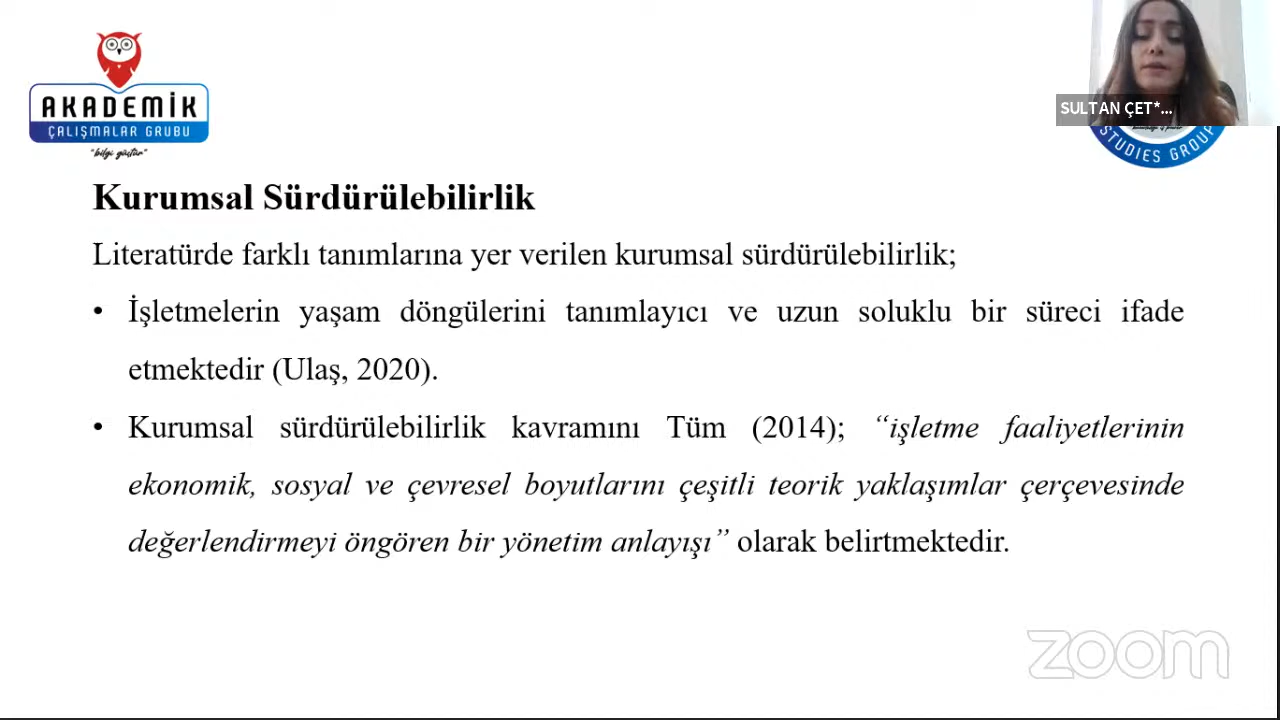 AKADEMİK
ÇALIŞMALAR GRUBU
"bilgi güçtür"
SULTAN ÇET*...
STUDIES GROUP
Kurumsal Sürdürülebilirlik
Literatürde farklı tanımlarına yer verilen kurumsal sürdürülebilirlik;
• İşletmelerin yaşam döngülerini tanımlayıcı ve uzun soluklu bir süreci ifade
etmektedir (Ulaş, 2020).
• Kurumsal sürdürülebilirlik kavramını Tüm (2014); “işletme faaliyetlerinin
ekonomik, sosyal ve çevresel boyutlarını çeşitli teorik yaklaşımlar çerçevesinde
değerlendirmeyi öngören bir yönetim anlayışı” olarak belirtmektedir.
zoom